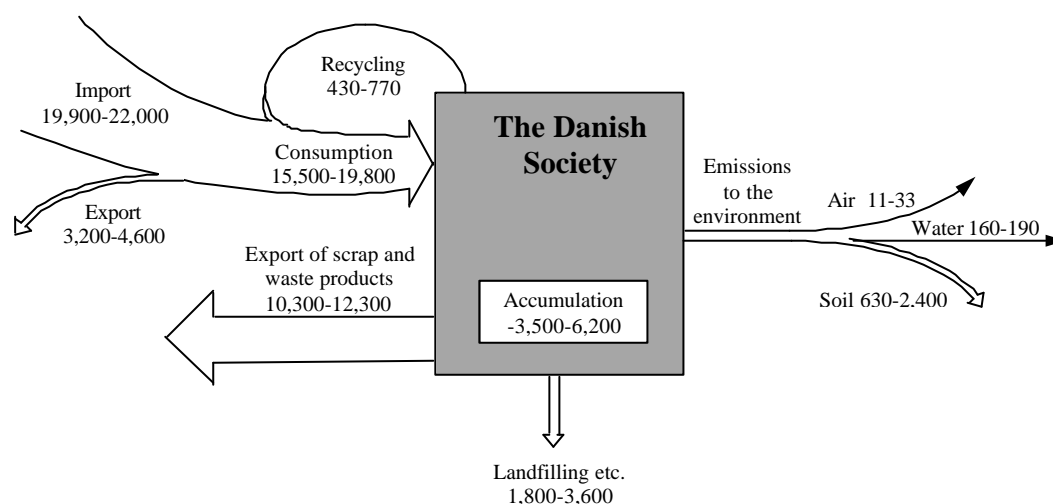 Recycling
430-770
Import
19,900-22,000
The Danish
Society
Consumption
15,500-19,800
Emissions
to the
environment
Air 11-33
Export
3,200-4,600
Water 160-190
Export of scrap and
waste products
10,300-12,300
Accumulation
-3,500-6,200
Soil 630-2.400
Landfilling etc.
1,800-3,600